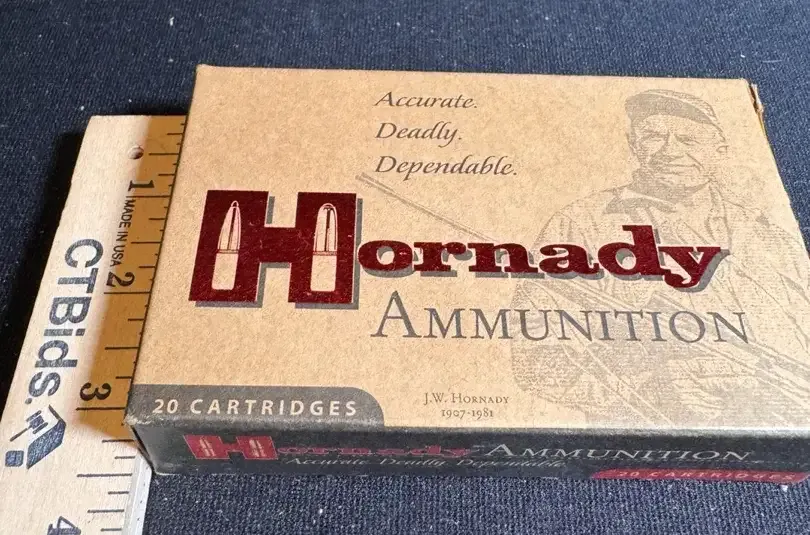 Accurate.
Deadly.
Dependable.
Hornady
AMMUNITION
J.W. HORNADY
1907-1981
20 CARTRIDGES
Hornady AMMUNITION
Accurate Deadly Dependable
20 CARTRIDGES
1
MADE IN USA
2
CTBids.
3
4